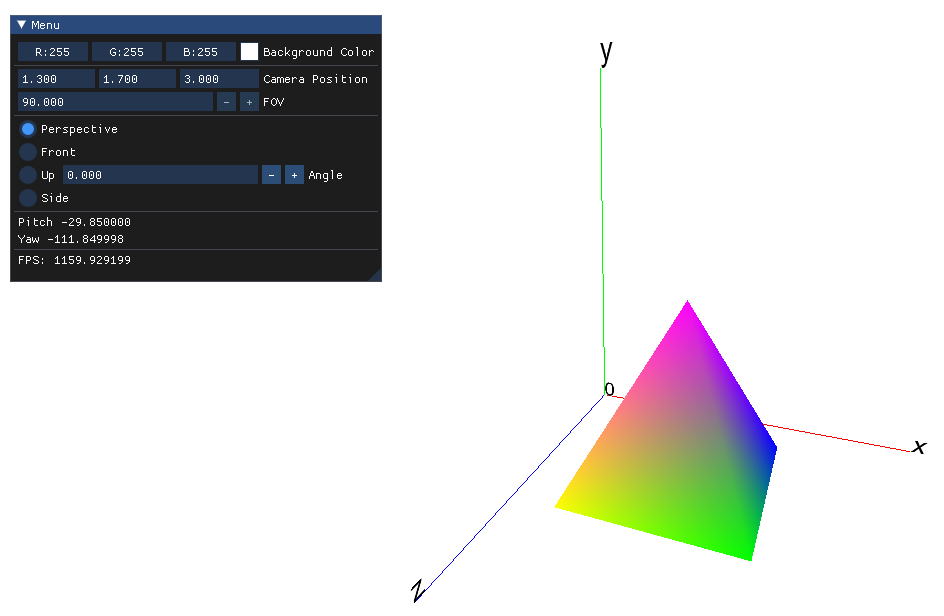 Menu
R:255 G:255 B:255 Background Color
1.300 1.700 3.000 Camera Position
90.000 - + FOV
Perspective
Front
Up 0.000 - + Angle
Side
Pitch -29.850000
Yaw -111.849998
FPS: 1159.929199
y
0
x
z